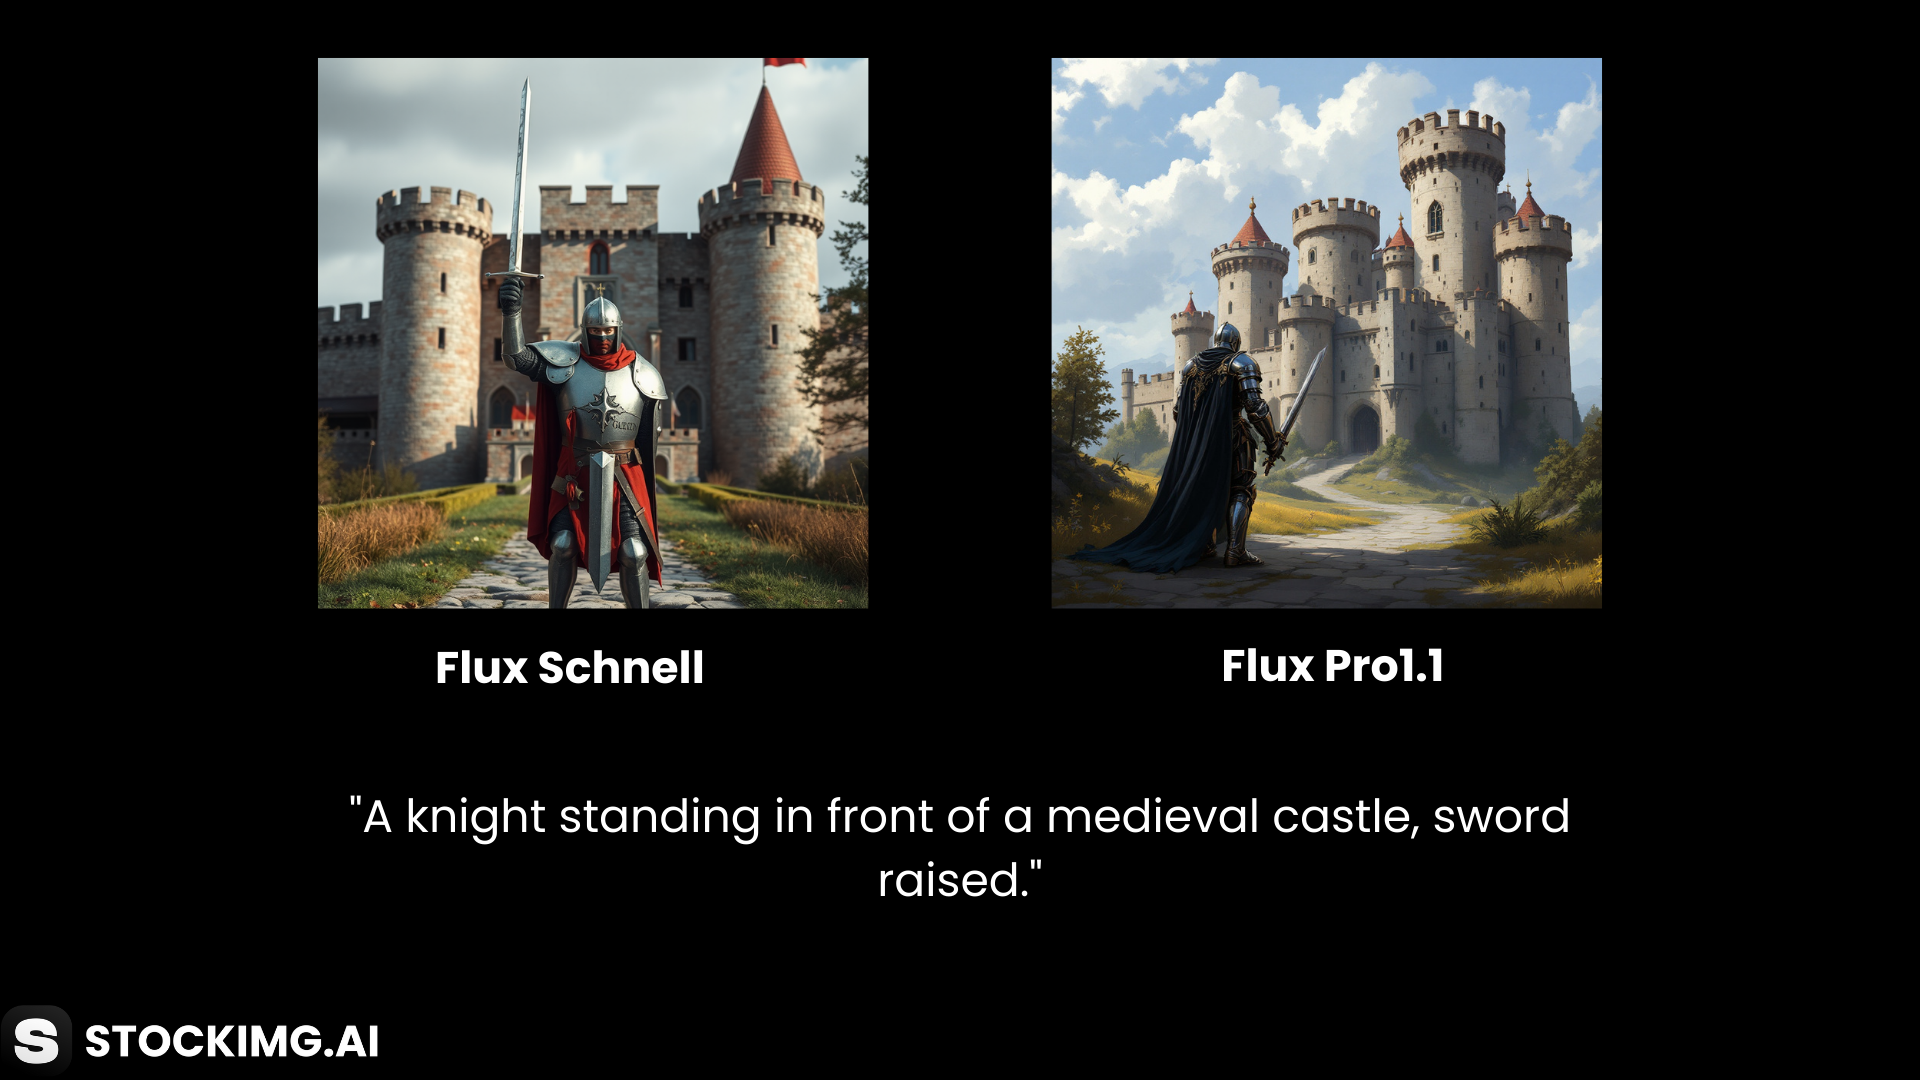 Flux Schnell
Flux Pro1.1
"A knight standing in front of a medieval castle, sword
raised."
S STOCKIMG.AI